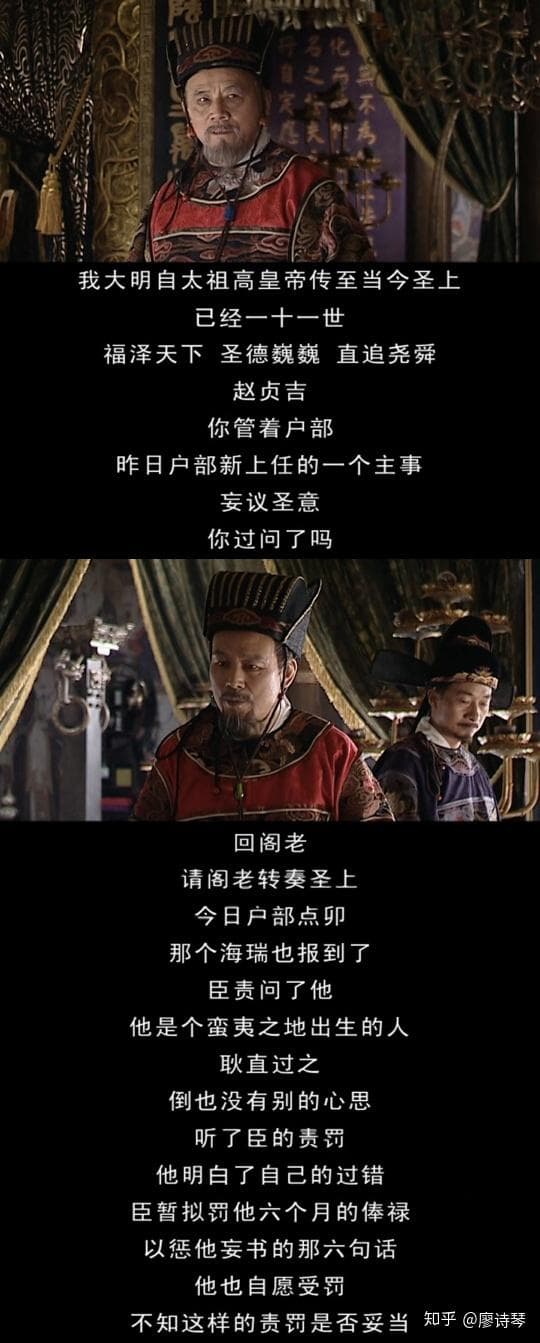 我大明自太祖高皇帝传至当今圣上
已经一十一世
福泽天下 圣德巍巍 直追尧舜
赵贞吉
你管着户部
昨日户部新上任的一个主事
妄议圣意
你过问了吗
回阁老
请阁老转奏圣上
今日户部点卯
那个海瑞也报到了
臣责问了他
他是个蛮夷之地出生的人
耿直过之
倒也没有别的心思
听了臣的责罚
他明白了自己的过错
臣暂拟罚他六个月的俸禄
以惩他妄书的那六句话
他也自愿受罚
不知这样的责罚是否妥当
知乎 @廖诗琴